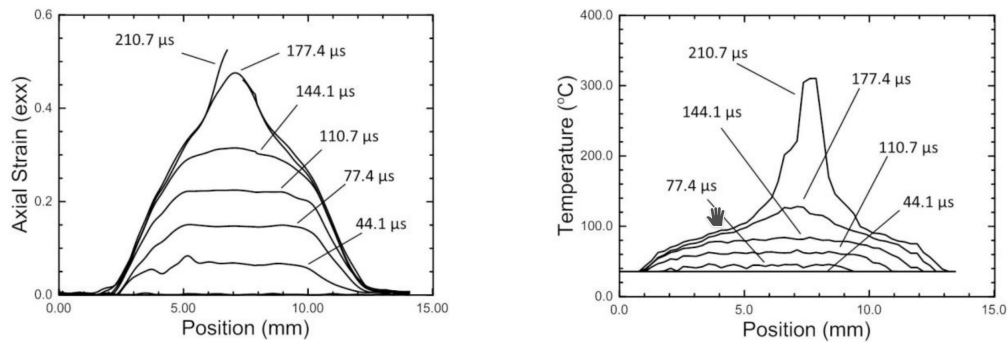 0.6
0.4
0.2
0.0
0.00
5.00
10.00
15.00
Axial Strain (exx)
Position (mm)
210.7 µs
177.4 µs
144.1 µs
110.7 µs
77.4 µs
44.1 µs
400.0
300.0
200.0
100.0
0.0
0.0
5.0
10.0
15.0
Temperature (°C)
Position (mm)
210.7 µs
177.4 µs
144.1 µs
110.7 µs
77.4 µs
44.1 µs